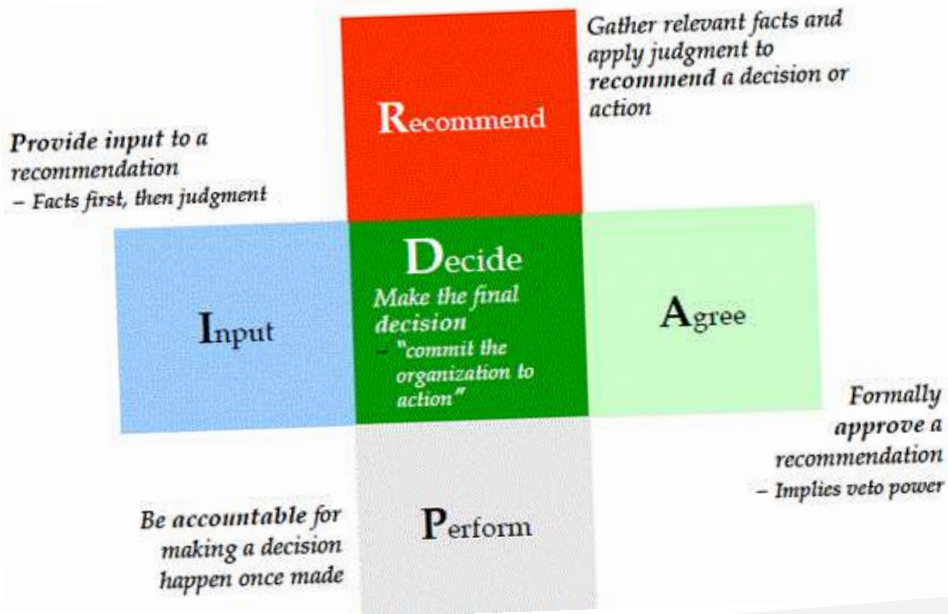 Recommend
Gather relevant facts and
apply judgment to
recommend a decision or
action
Provide input to a
recommendation
– Facts first, then judgment
Input
Decide
Make the final
decision
– "commit the
organization to
action"
Agree
Formally
approve a
recommendation
– Implies veto power
Be accountable for
making a decision
happen once made
Perform